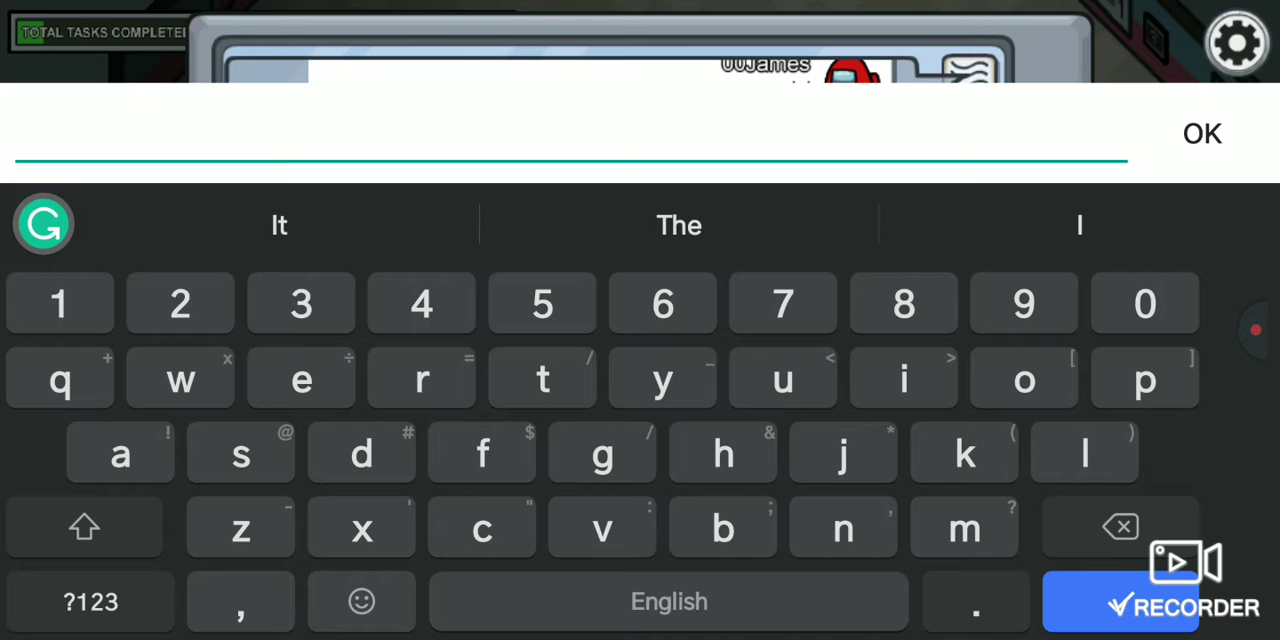 TOTAL TASKS COMPLETE
00James
OK
It The I
1 2 3 4 5 6 7 8 9 0
q + w x e ÷ r = t / y _ u < i > o [ p ]
a ! s @ d # f $ g / h & j * k ( l )
z - x ' c " v : b ; n , m ?
?123 , English .
VRECORDER